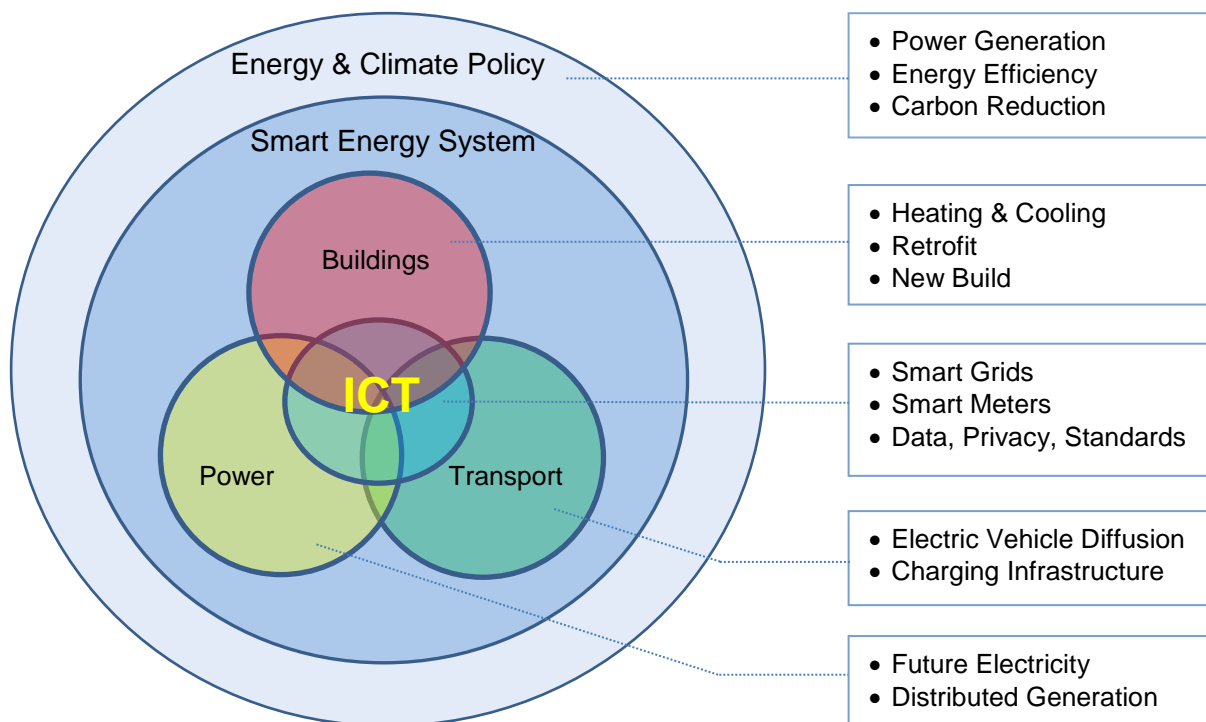 Energy & Climate Policy
Smart Energy System
Buildings
ICT
Power
Transport
• Power Generation
• Energy Efficiency
• Carbon Reduction
• Heating & Cooling
• Retrofit
• New Build
• Smart Grids
• Smart Meters
• Data, Privacy, Standards
• Electric Vehicle Diffusion
• Charging Infrastructure
• Future Electricity
• Distributed Generation